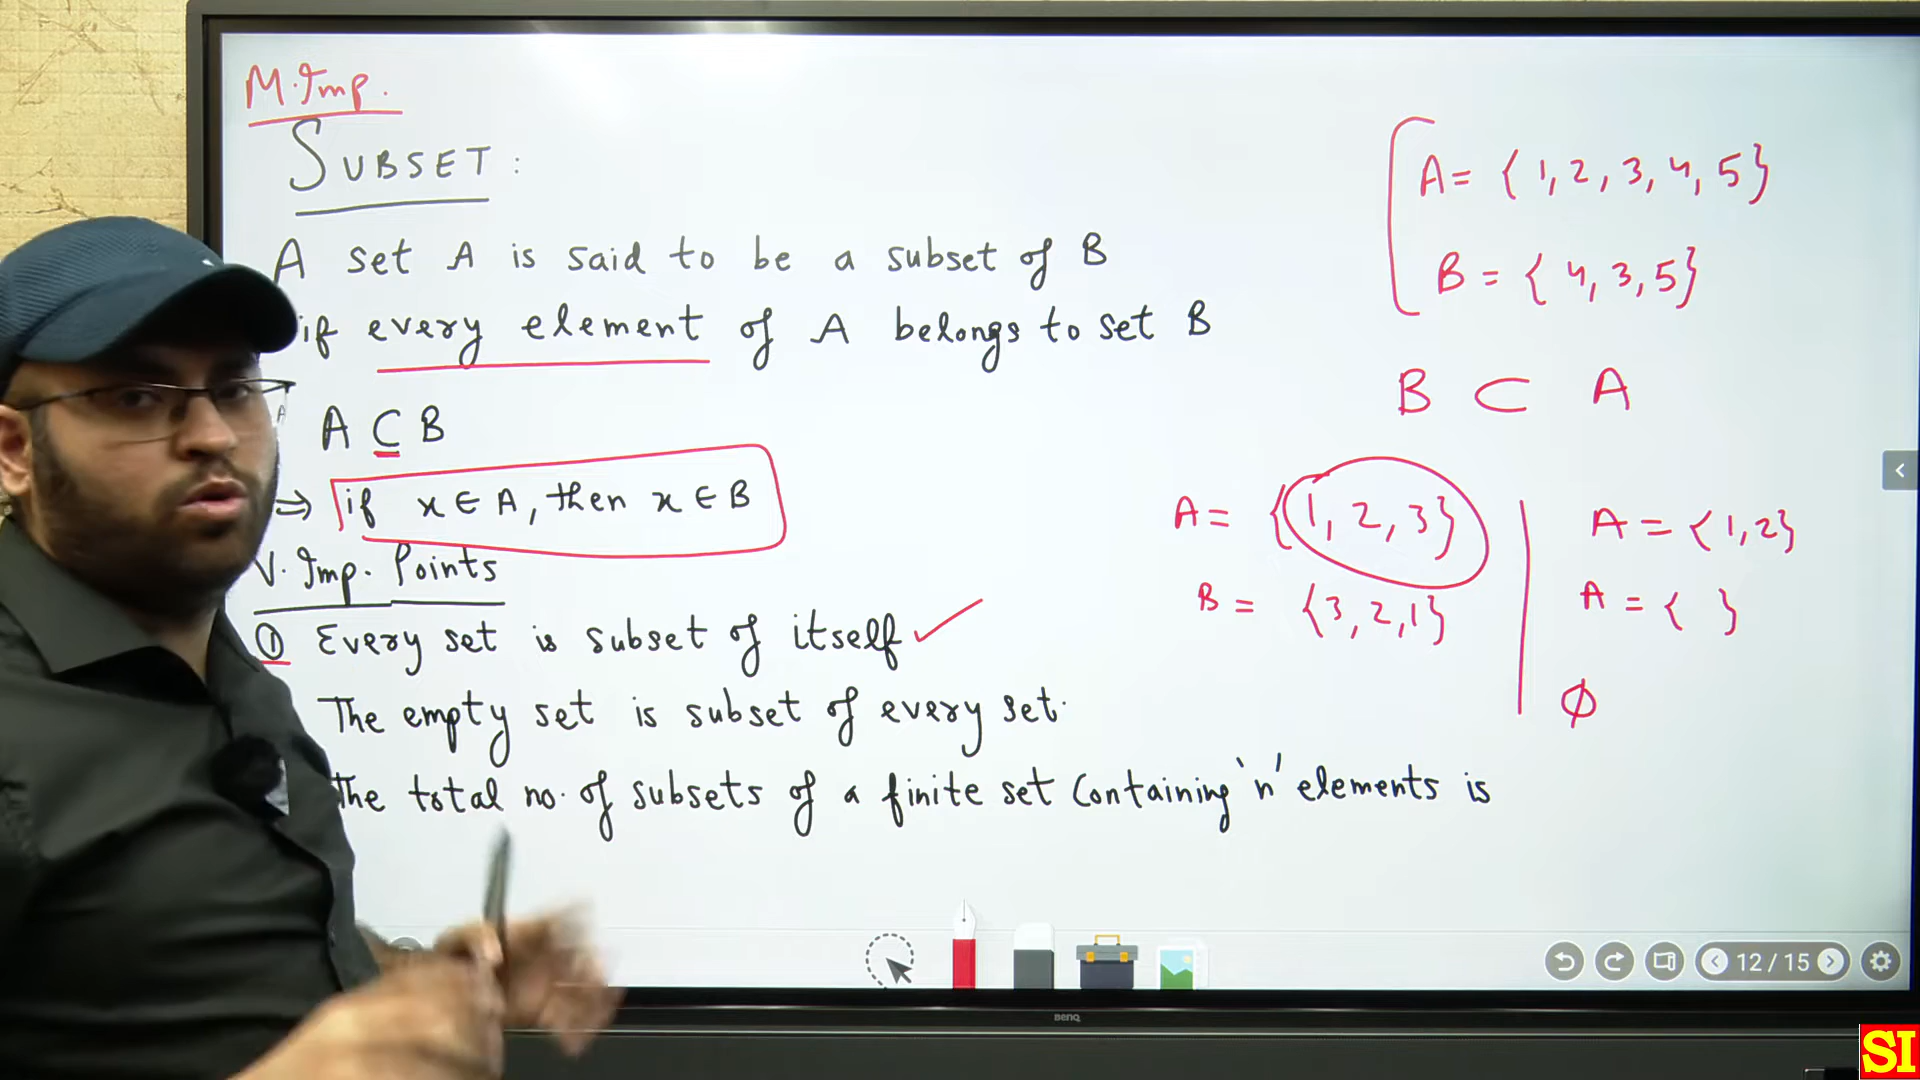 M.Imp.
SUBSET:
A set A is said to be a subset of B
if every element of A belongs to set B
A ⊆ B
⇒ if x ∈ A, then x ∈ B
V. Imp. Points
① Every set is subset of itself ✓
The empty set is subset of every set.
The total no. of subsets of a finite set containing 'n' elements is
A = {1, 2, 3, 4, 5}
B = {4, 3, 5}
B ⊂ A
A = {1, 2, 3}
B = {3, 2, 1}
A = {1, 2}
A = { }
ϕ
12 / 15
BenQ
SI